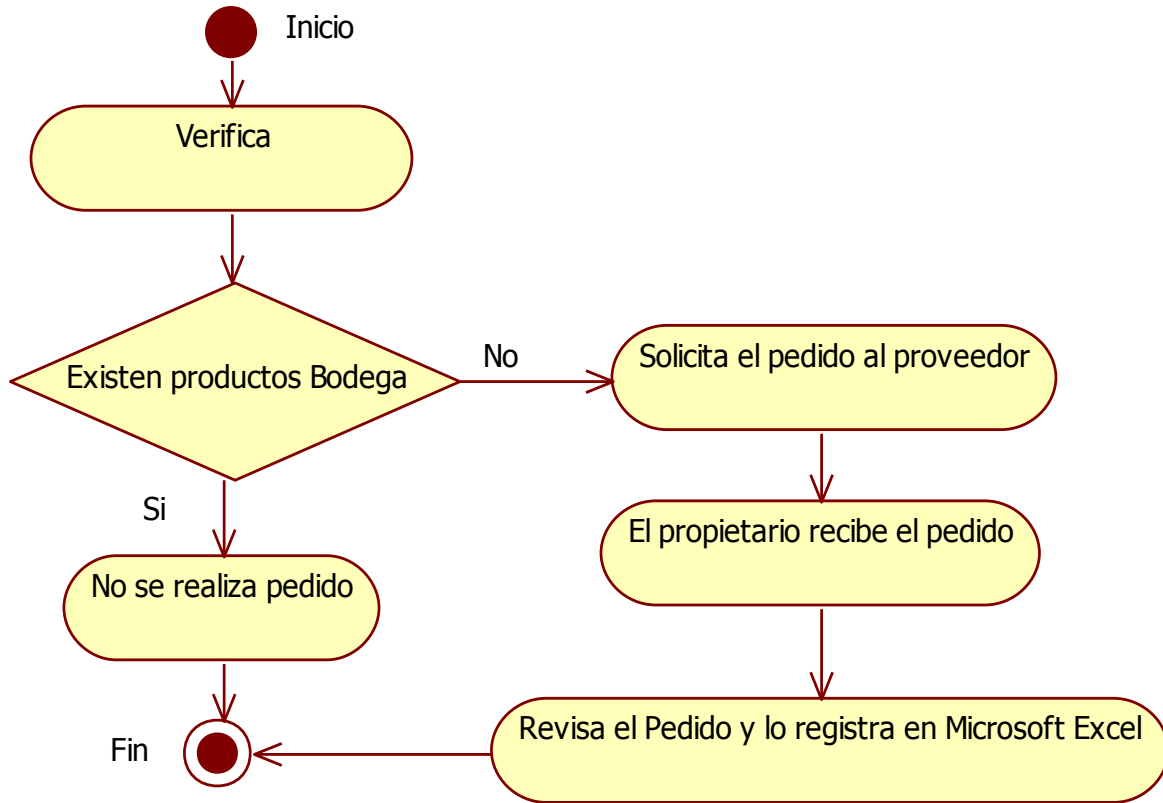 Inicio
Verifica
Existen productos Bodega
No
Solicita el pedido al proveedor
Si
El propietario recibe el pedido
No se realiza pedido
Revisa el Pedido y lo registra en Microsoft Excel
Fin